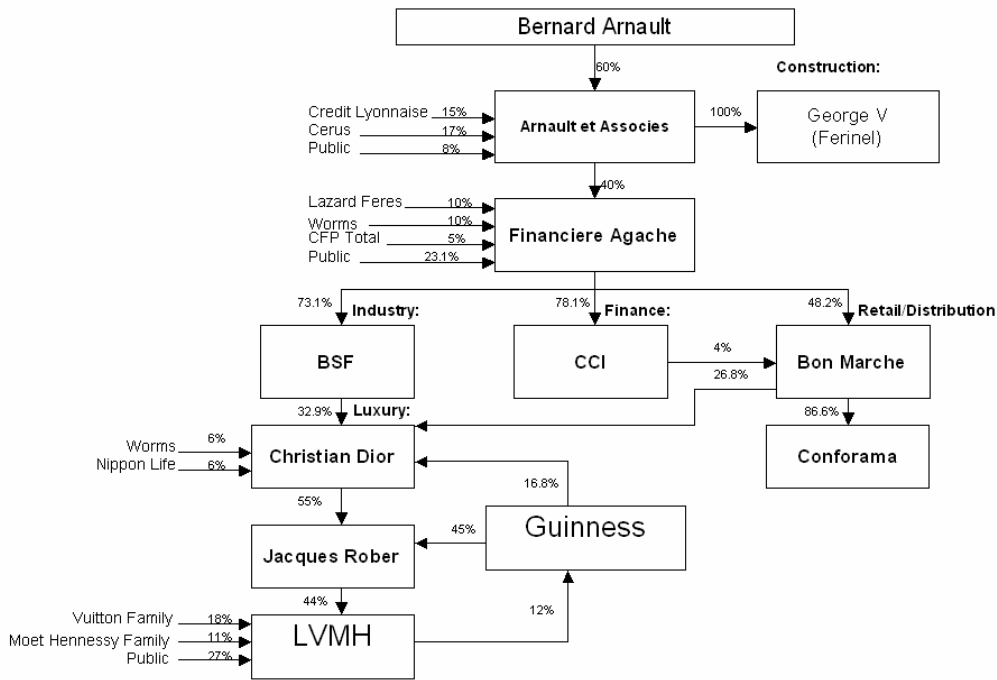 Bernard Arnault
60%
Construction:
Credit Lyonnaise 15%
Cerus 17%
Public 8%
Arnault et Associes
100%
George V
(Ferinel)
40%
Lazard Feres 10%
Worms 10%
CFP Total 5%
Public 23.1%
Financiere Agache
73.1% Industry:
78.1% Finance:
48.2% Retail/Distribution
BSF
CCI
4%
Bon Marche
26.8%
32.9% Luxury:
86.6%
Worms 6%
Nippon Life 6%
Christian Dior
Conforama
55%
16.8%
Guinness
45%
Jacques Rober
44%
12%
Vuitton Family 18%
Moet Hennessy Family 11%
Public 27%
LVMH